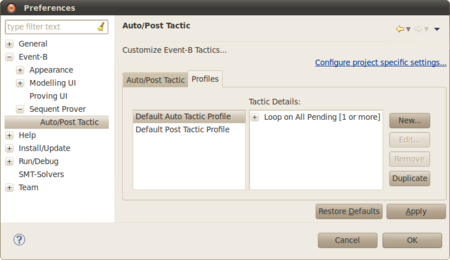 Preferences
type filter text
Auto/Post Tactic
General
Event-B
Appearance
Modelling UI
Proving UI
Sequent Prover
Auto/Post Tactic
Help
Install/Update
Run/Debug
SMT-Solvers
Team
Customize Event-B Tactics...
Configure project specific settings...
Auto/Post Tactic
Profiles
Default Auto Tactic Profile
Default Post Tactic Profile
Tactic Details:
Loop on All Pending [1 or more]
New...
Edit...
Remove
Duplicate
Restore Defaults
Apply
Cancel
OK